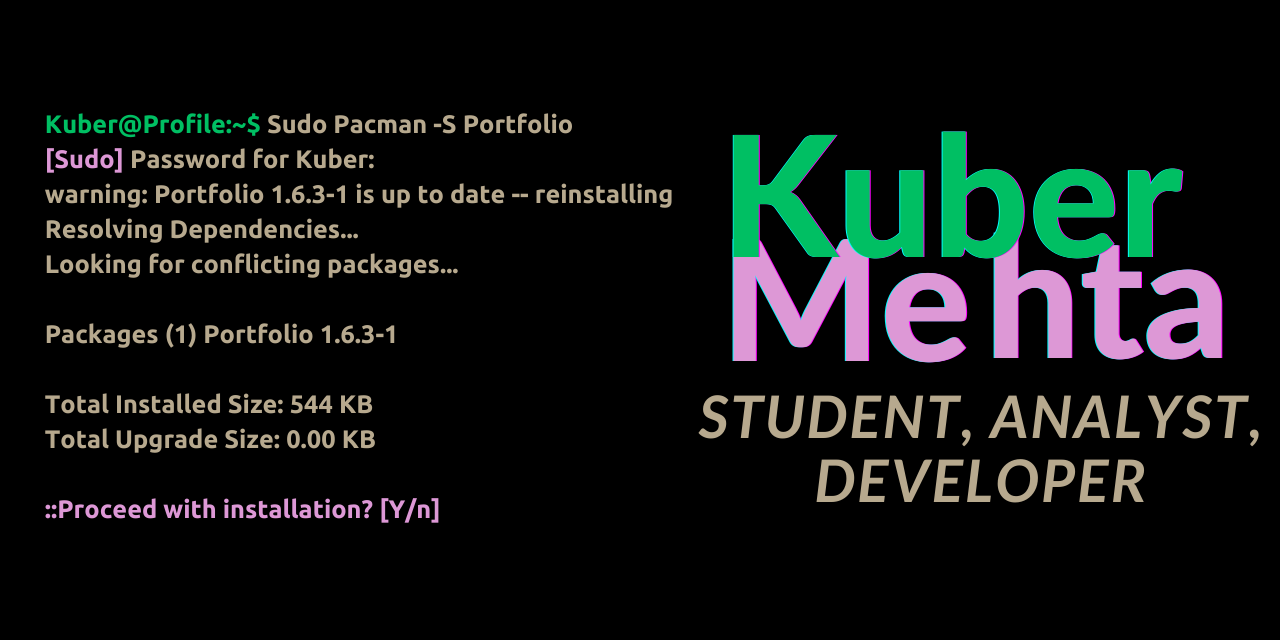 Kuber@Profile:~$ Sudo Pacman -S Portfolio
[Sudo] Password for Kuber:
warning: Portfolio 1.6.3-1 is up to date -- reinstalling
Resolving Dependencies...
Looking for conflicting packages...
Packages (1) Portfolio 1.6.3-1
Total Installed Size: 544 KB
Total Upgrade Size: 0.00 KB
::Proceed with installation? [Y/n]
Kuber
Mehta
STUDENT, ANALYST,
DEVELOPER